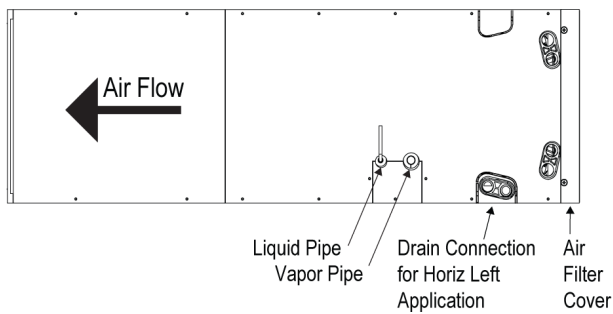 Air Flow
Liquid Pipe
Vapor Pipe
Drain Connection
for Horiz Left
Application
Air
Filter
Cover